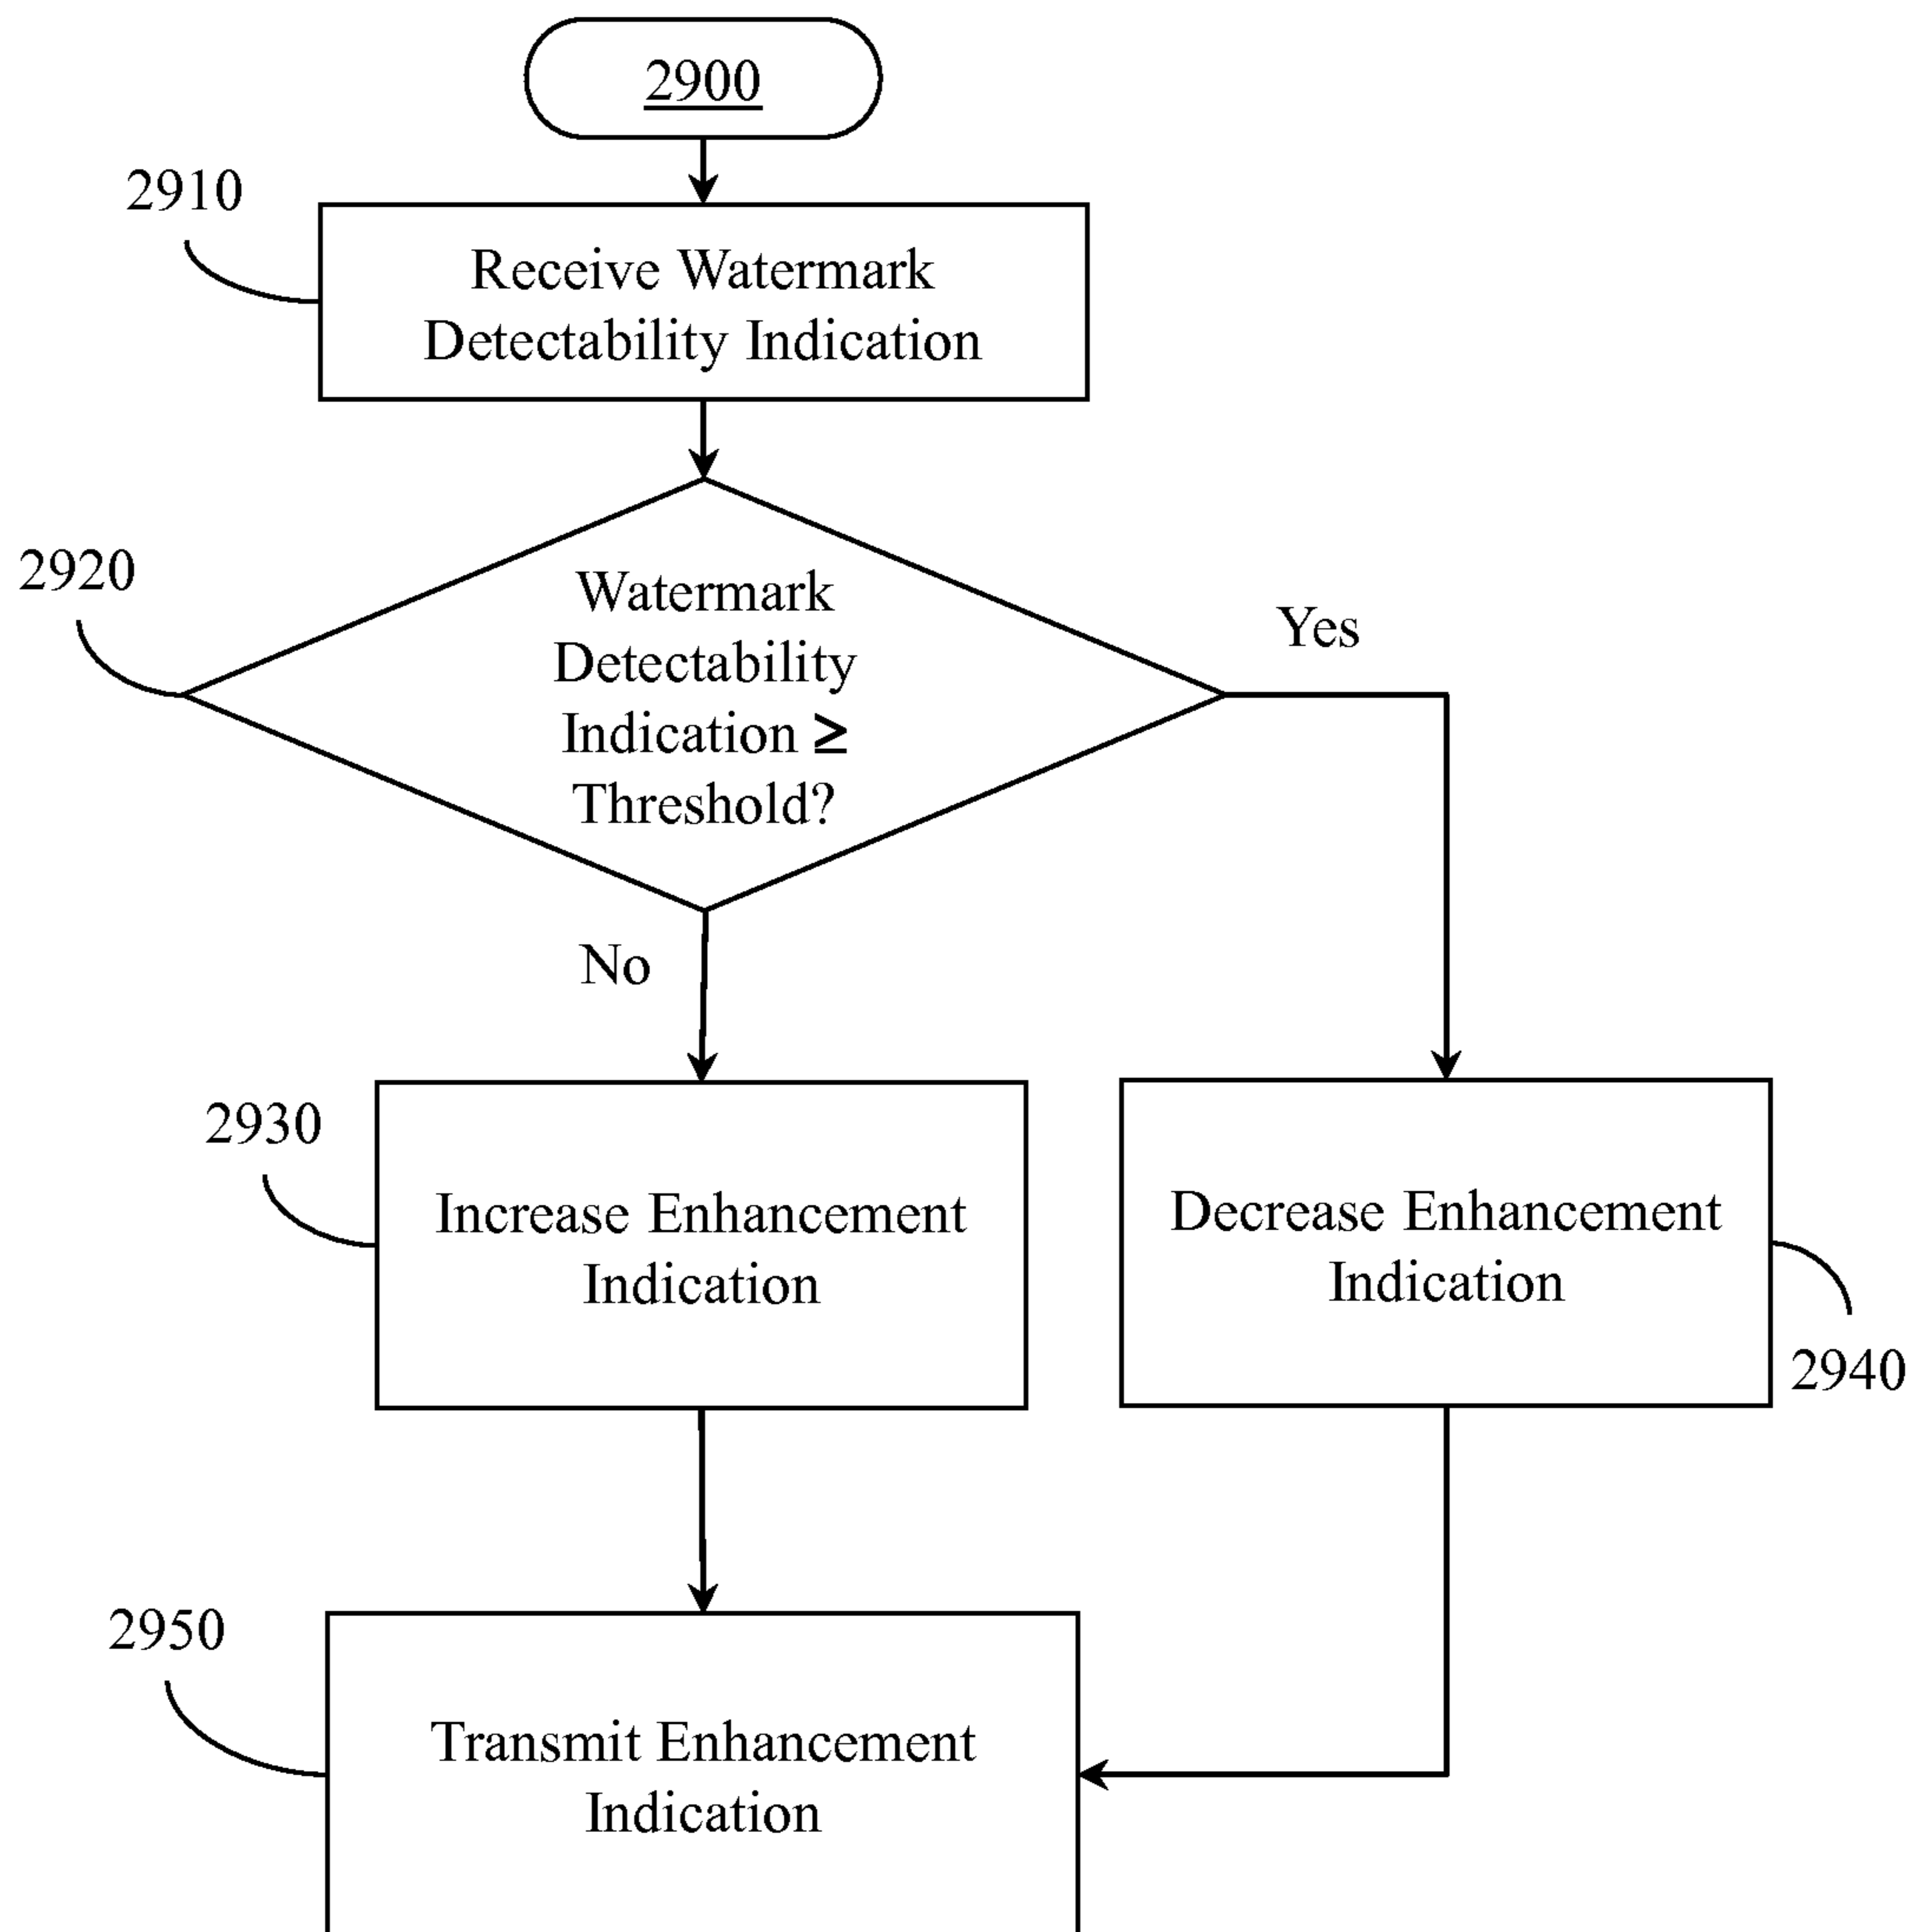 2900
2910
Receive Watermark
Detectability Indication
2920
Watermark
Detectability
Indication ≥
Threshold?
Yes
No
2930
Increase Enhancement
Indication
Decrease Enhancement
Indication
2940
2950
Transmit Enhancement
Indication